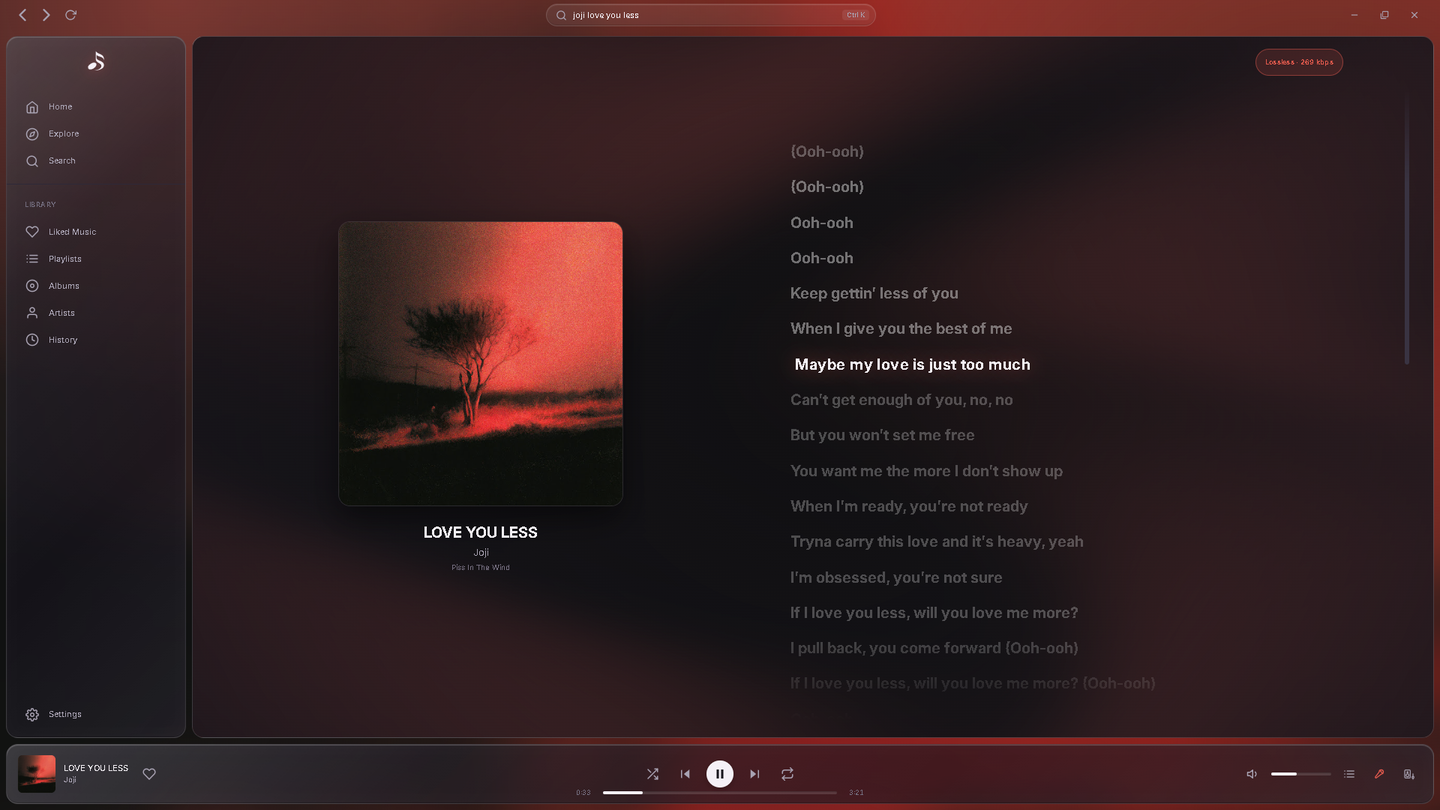 joji love you less
Ctrl K
Lossless · 269 kbps
Home
Explore
Search
LIBRARY
Liked Music
Playlists
Albums
Artists
History
Settings
LOVE YOU LESS
Joji
Piss In The Wind
(Ooh-ooh)
(Ooh-ooh)
Ooh-ooh
Ooh-ooh
Keep gettin' less of you
When I give you the best of me
Maybe my love is just too much
Can't get enough of you, no, no
But you won't set me free
You want me the more I don't show up
When I'm ready, you're not ready
Tryna carry this love and it's heavy, yeah
I'm obsessed, you're not sure
If I love you less, will you love me more?
I pull back, you come forward (Ooh-ooh)
If I love you less, will you love me more? (Ooh-ooh)
LOVE YOU LESS
Joji
0:33
3:21